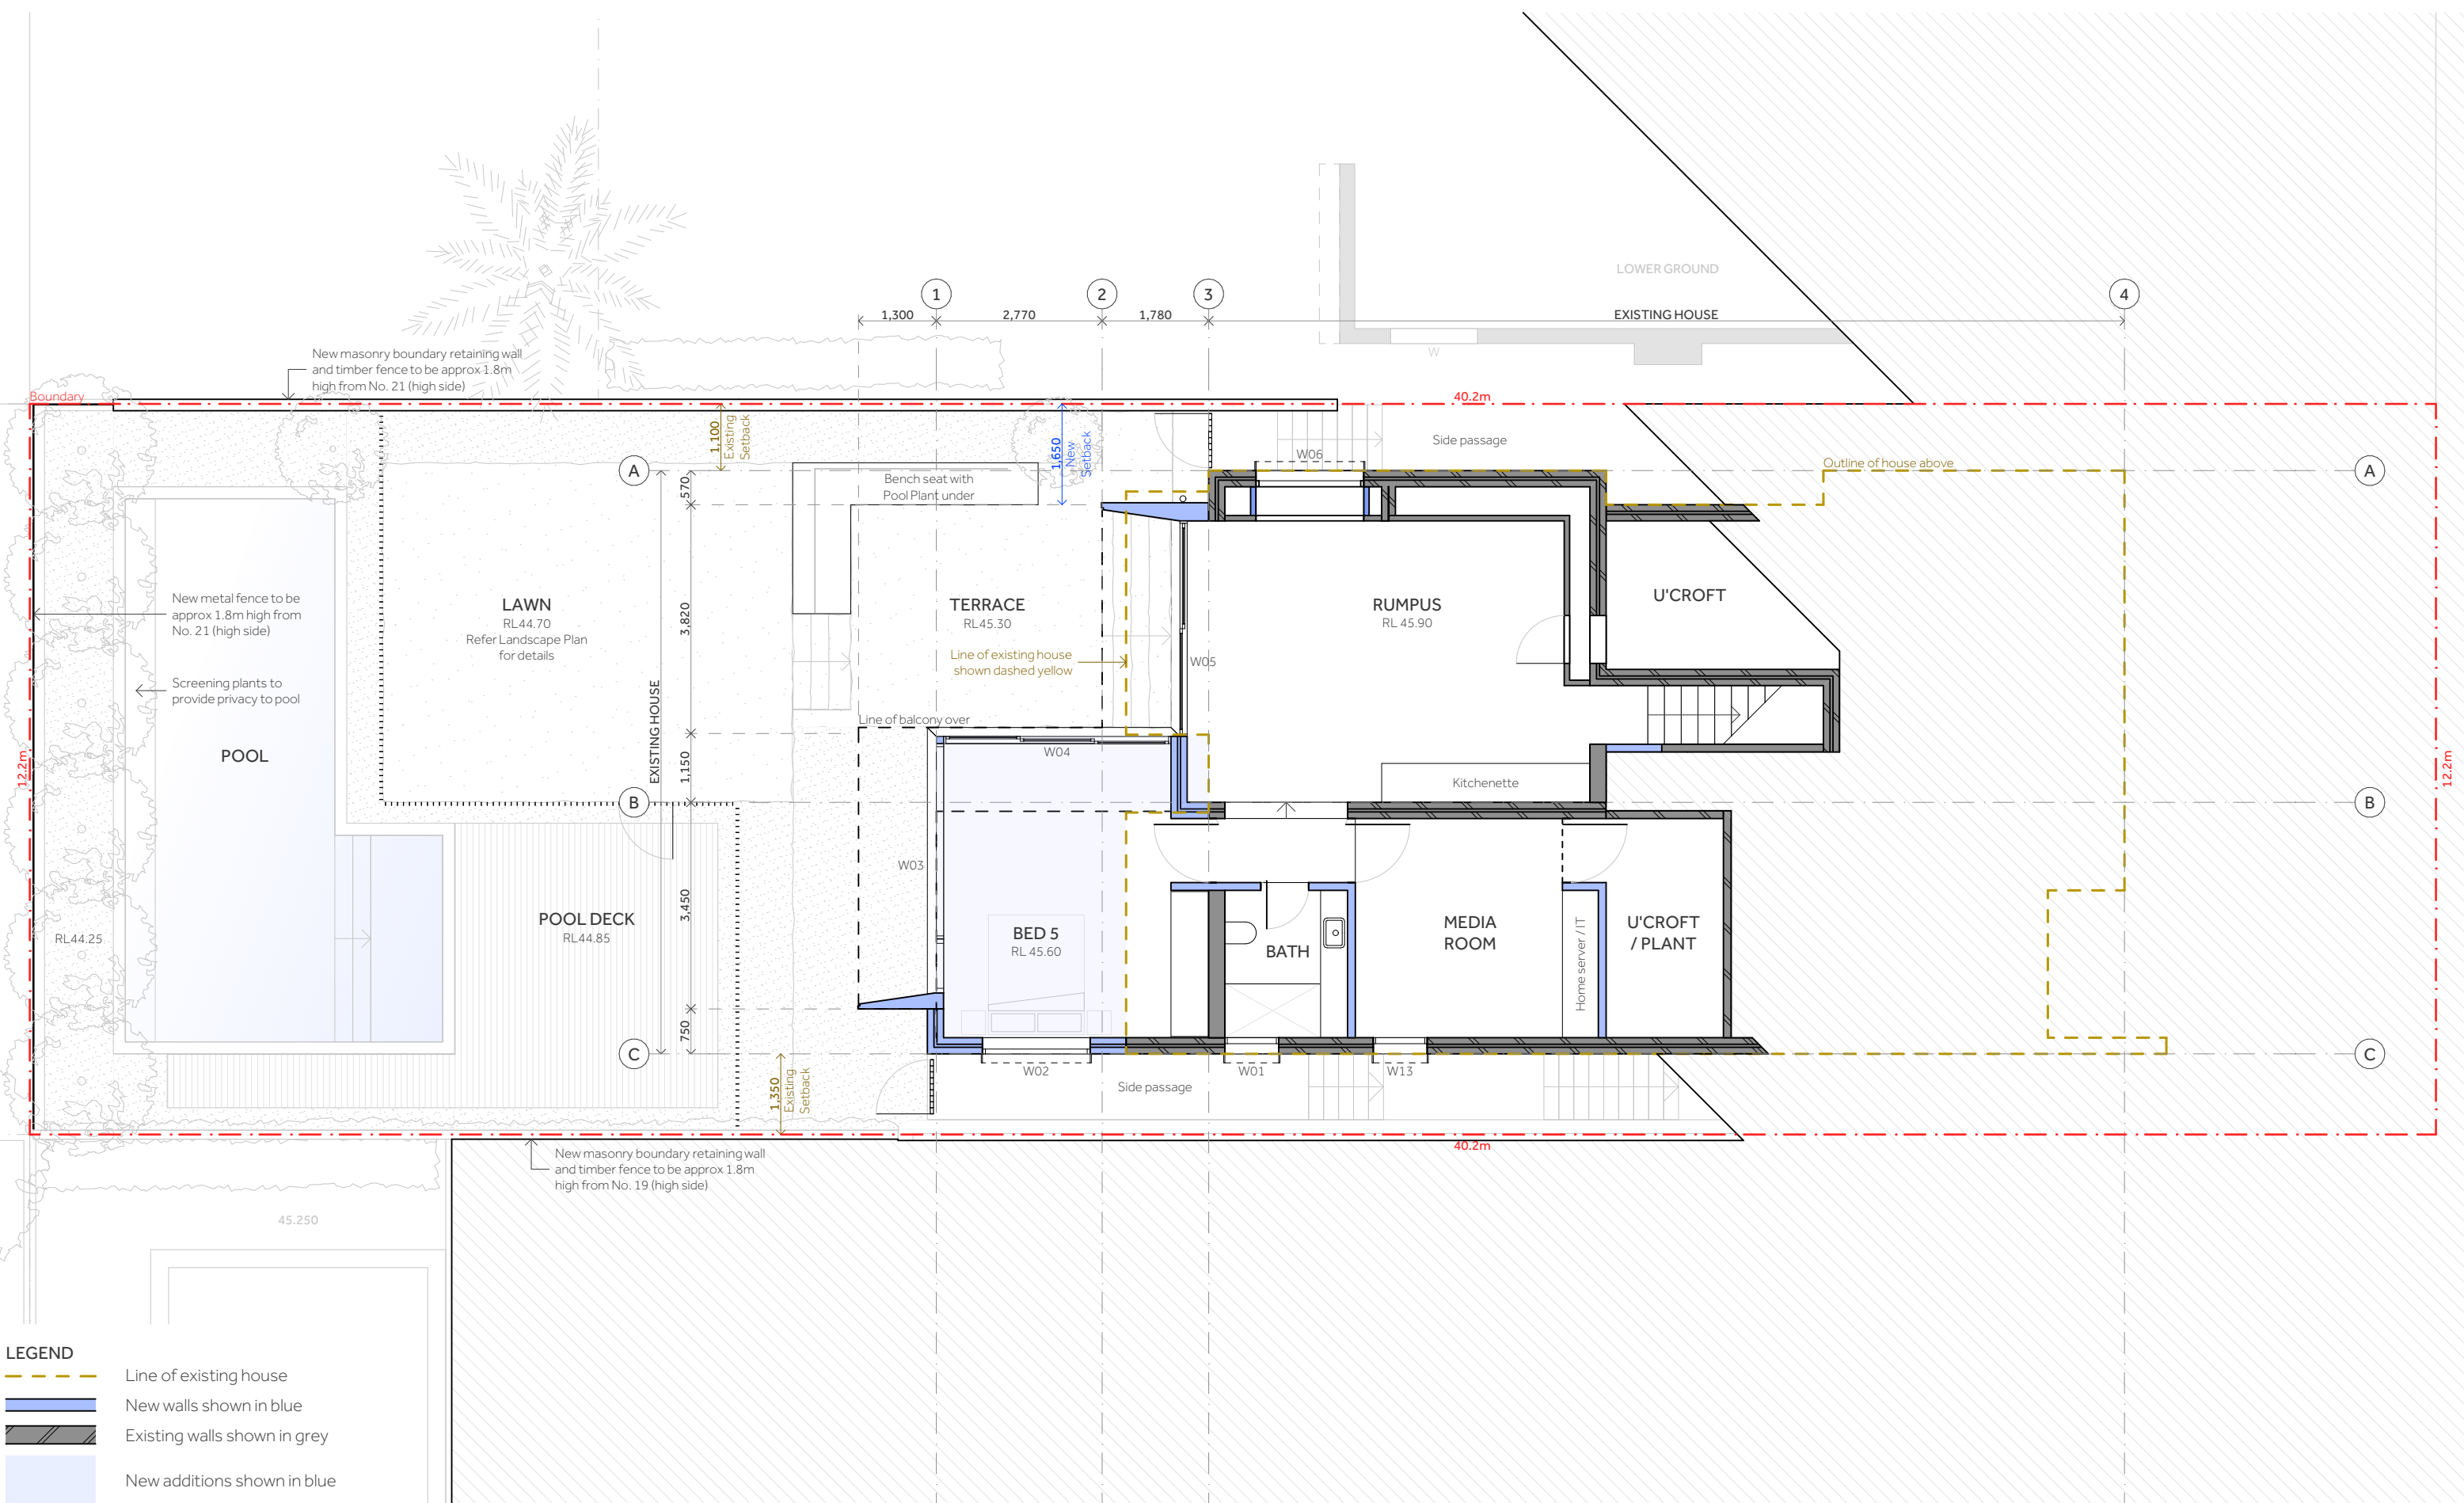 LOWER GROUND
1
2
3
4
1,300
2,770
1,780
EXISTING HOUSE
W
New masonry boundary retaining wall
and timber fence to be approx 1.8m
high from No. 21 (high side)
Boundary
40.2m
1,100
Existing
Setback
1,650
New
Setback
Side passage
W06
Outline of house above
A
A
570
Bench seat with
Pool Plant under
New metal fence to be
approx 1.8m high from
No. 21 (high side)
LAWN
RL44.70
Refer Landscape Plan
for details
3,820
TERRACE
RL45.30
RUMPUS
RL 45.90
U'CROFT
Line of existing house
shown dashed yellow
W05
Screening plants to
provide privacy to pool
EXISTING HOUSE
Line of balcony over
POOL
W04
12.2m
12.2m
1,150
Kitchenette
B
B
W03
3,450
POOL DECK
RL44.85
RL44.25
BED 5
RL 45.60
BATH
MEDIA
ROOM
Home server / IT
U'CROFT
/ PLANT
750
C
C
W02
W01
W13
1,350
Existing
Setback
Side passage
40.2m
New masonry boundary retaining wall
and timber fence to be approx 1.8m
high from No. 19 (high side)
45.250
LEGEND
Line of existing house
New walls shown in blue
Existing walls shown in grey
New additions shown in blue